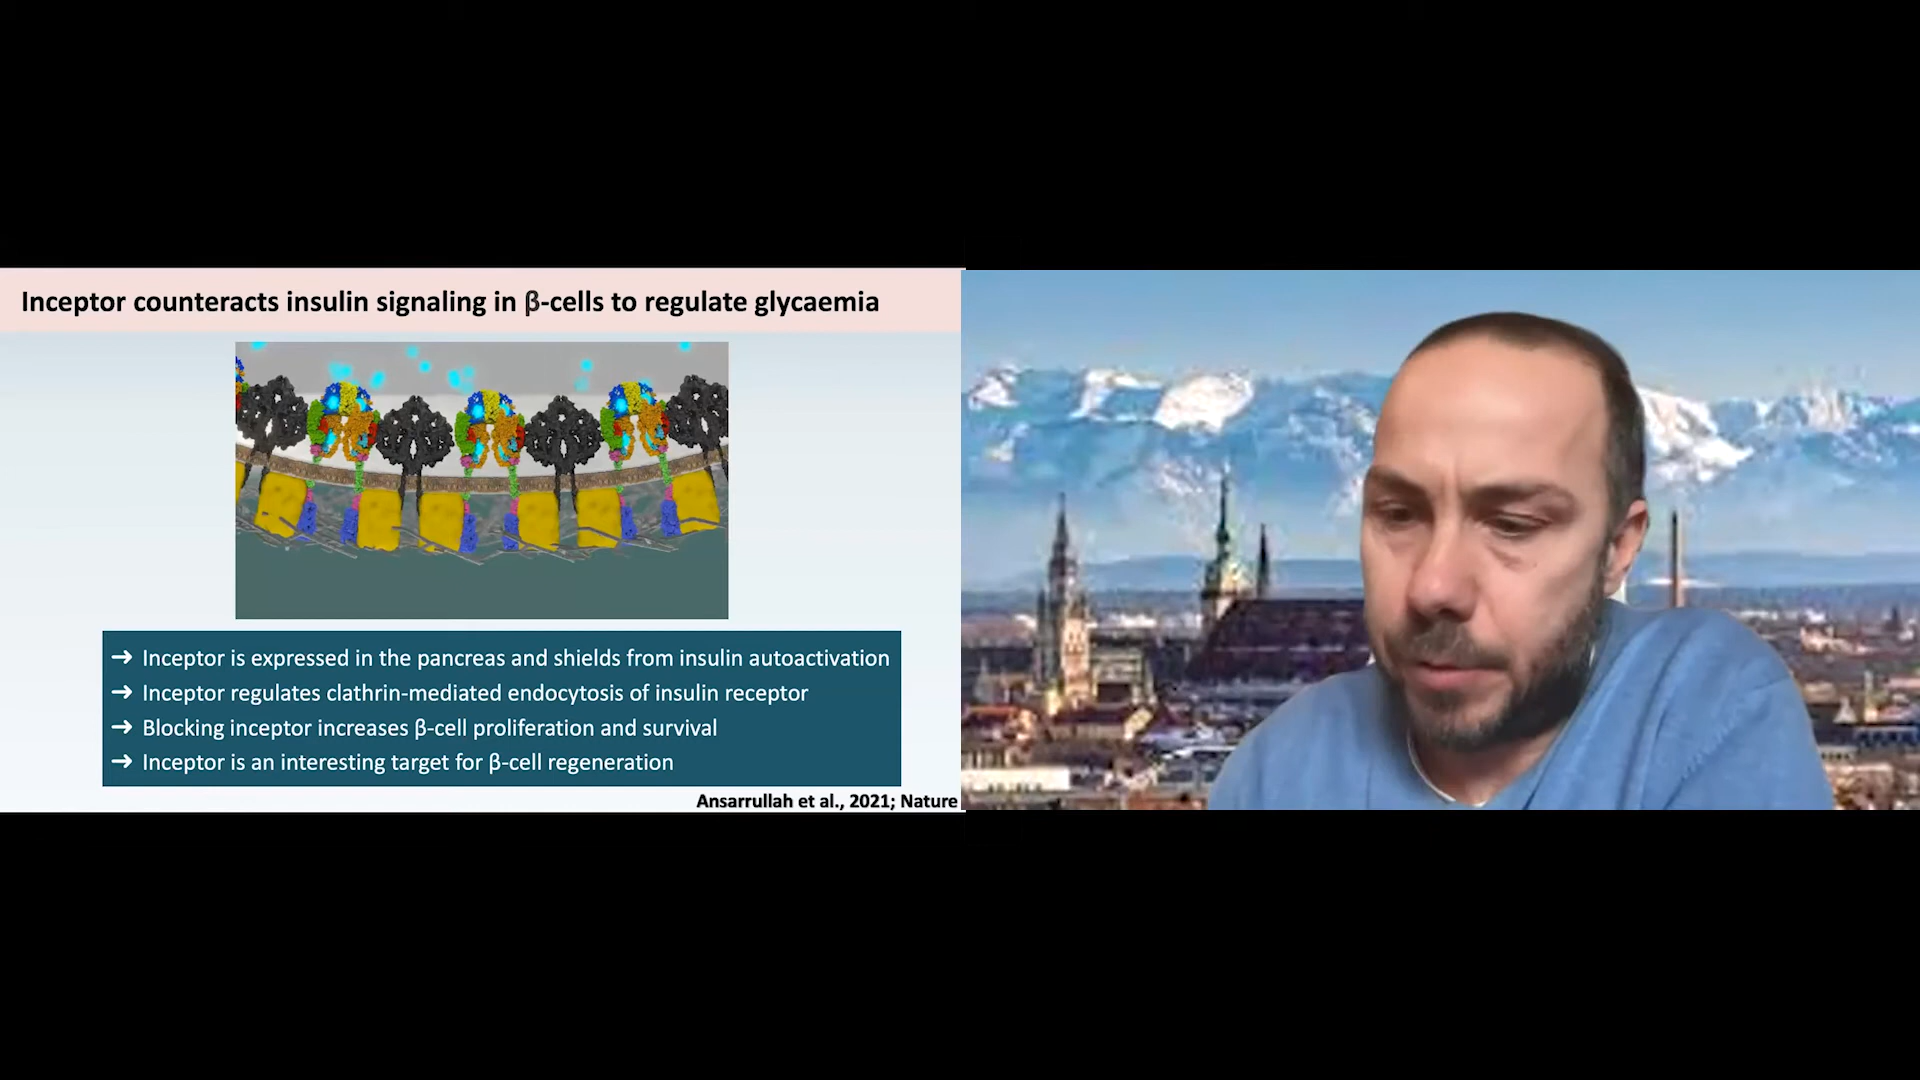 Inceptor counteracts insulin signaling in β-cells to regulate glycaemia
→ Inceptor is expressed in the pancreas and shields from insulin autoactivation
→ Inceptor regulates clathrin-mediated endocytosis of insulin receptor
→ Blocking inceptor increases β-cell proliferation and survival
→ Inceptor is an interesting target for β-cell regeneration
Ansarrullah et al., 2021; Nature